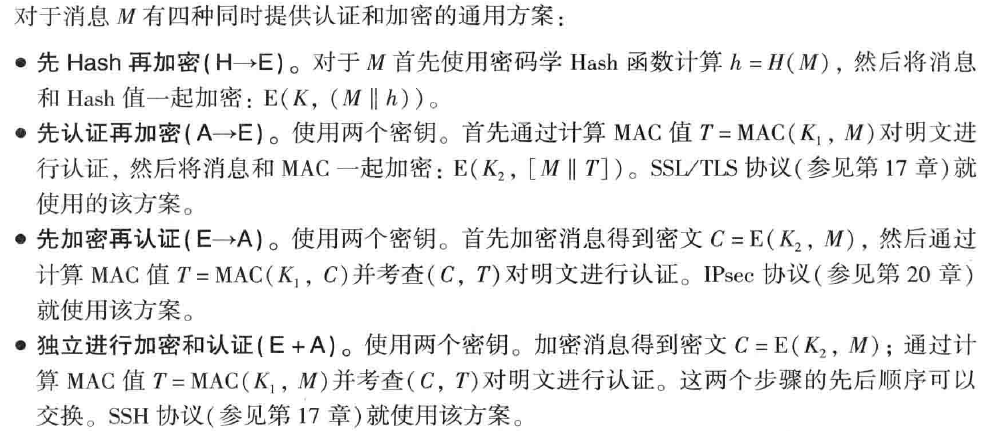 对于消息 M 有四种同时提供认证和加密的通用方案：
● 先 Hash 再加密(H→E)。对于 M 首先使用密码学 Hash 函数计算 h = H(M)，然后将消息
和 Hash 值一起加密：E(K, (M ‖ h))。
● 先认证再加密(A→E)。使用两个密钥。首先通过计算 MAC 值 T = MAC(K₁, M)对明文进
行认证，然后将消息和 MAC 一起加密：E(K₂, [M ‖ T])。SSL/TLS 协议(参见第 17 章)就
使用的该方案。
● 先加密再认证(E→A)。使用两个密钥。首先加密消息得到密文 C = E(K₂, M)，然后通过
计算 MAC 值 T = MAC(K₁, C)并考查(C, T)对明文进行认证。IPsec 协议(参见第 20 章)
就使用该方案。
● 独立进行加密和认证(E + A)。使用两个密钥。加密消息得到密文 C = E(K₂, M)；通过计
算 MAC 值 T = MAC(K₁, M)并考查(C, T)对明文进行认证。这两个步骤的先后顺序可以
交换。SSH 协议(参见第 17 章)就使用该方案。